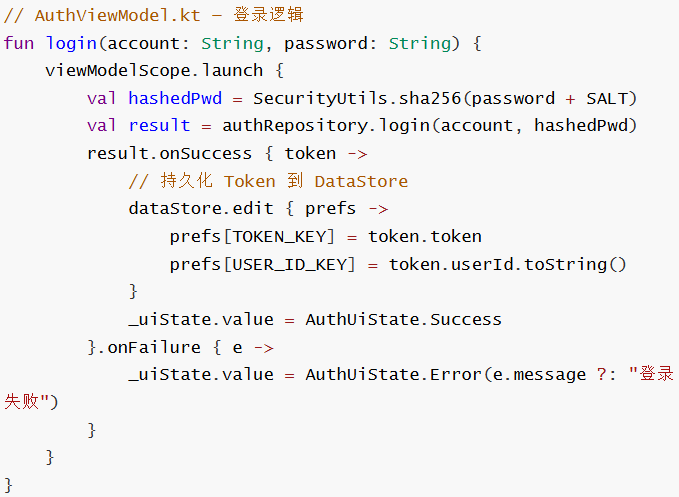 // AuthViewModel.kt — 登录逻辑
fun login(account: String, password: String) {
    viewModelScope.launch {
        val hashedPwd = SecurityUtils.sha256(password + SALT)
        val result = authRepository.login(account, hashedPwd)
        result.onSuccess { token ->
            // 持久化 Token 到 DataStore
            dataStore.edit { prefs ->
                prefs[TOKEN_KEY] = token.token
                prefs[USER_ID_KEY] = token.userId.toString()
            }
            _uiState.value = AuthUiState.Success
        }.onFailure { e ->
            _uiState.value = AuthUiState.Error(e.message ?: "登录
失败")
        }
    }
}